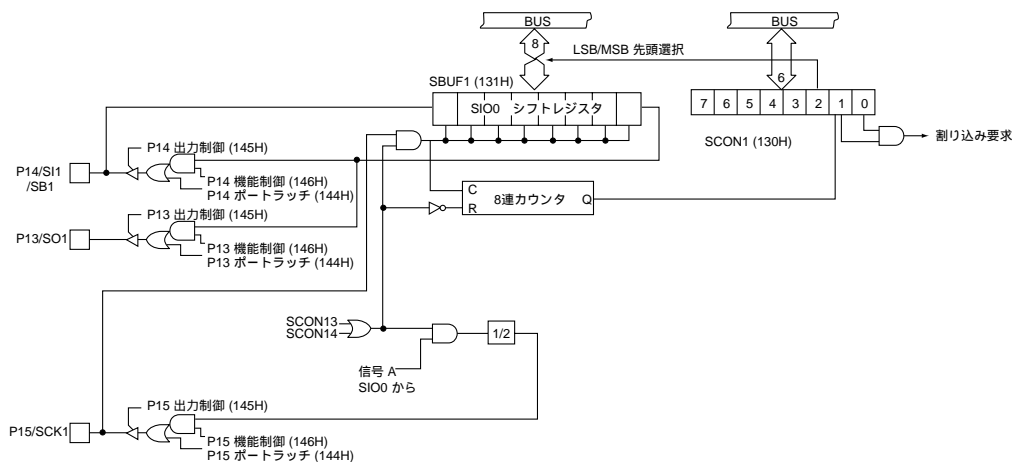 BUS
BUS
8
LSB/MSB 先頭選択
6
SBUF1 (131H)
SIO0 シフトレジスタ
7 6 5 4 3 2 1 0
SCON1 (130H)
割り込み要求
P14 出力制御 (145H)
P14/SI1
/SB1
P14 機能制御 (146H)
P14 ポートラッチ (144H)
C
R
8連カウンタ
Q
P13 出力制御 (145H)
P13/SO1
P13 機能制御 (146H)
P13 ポートラッチ (144H)
SCON13
SCON14
1/2
信号 A
SIO0 から
P15 出力制御 (145H)
P15/SCK1
P15 機能制御 (146H)
P15 ポートラッチ (144H)